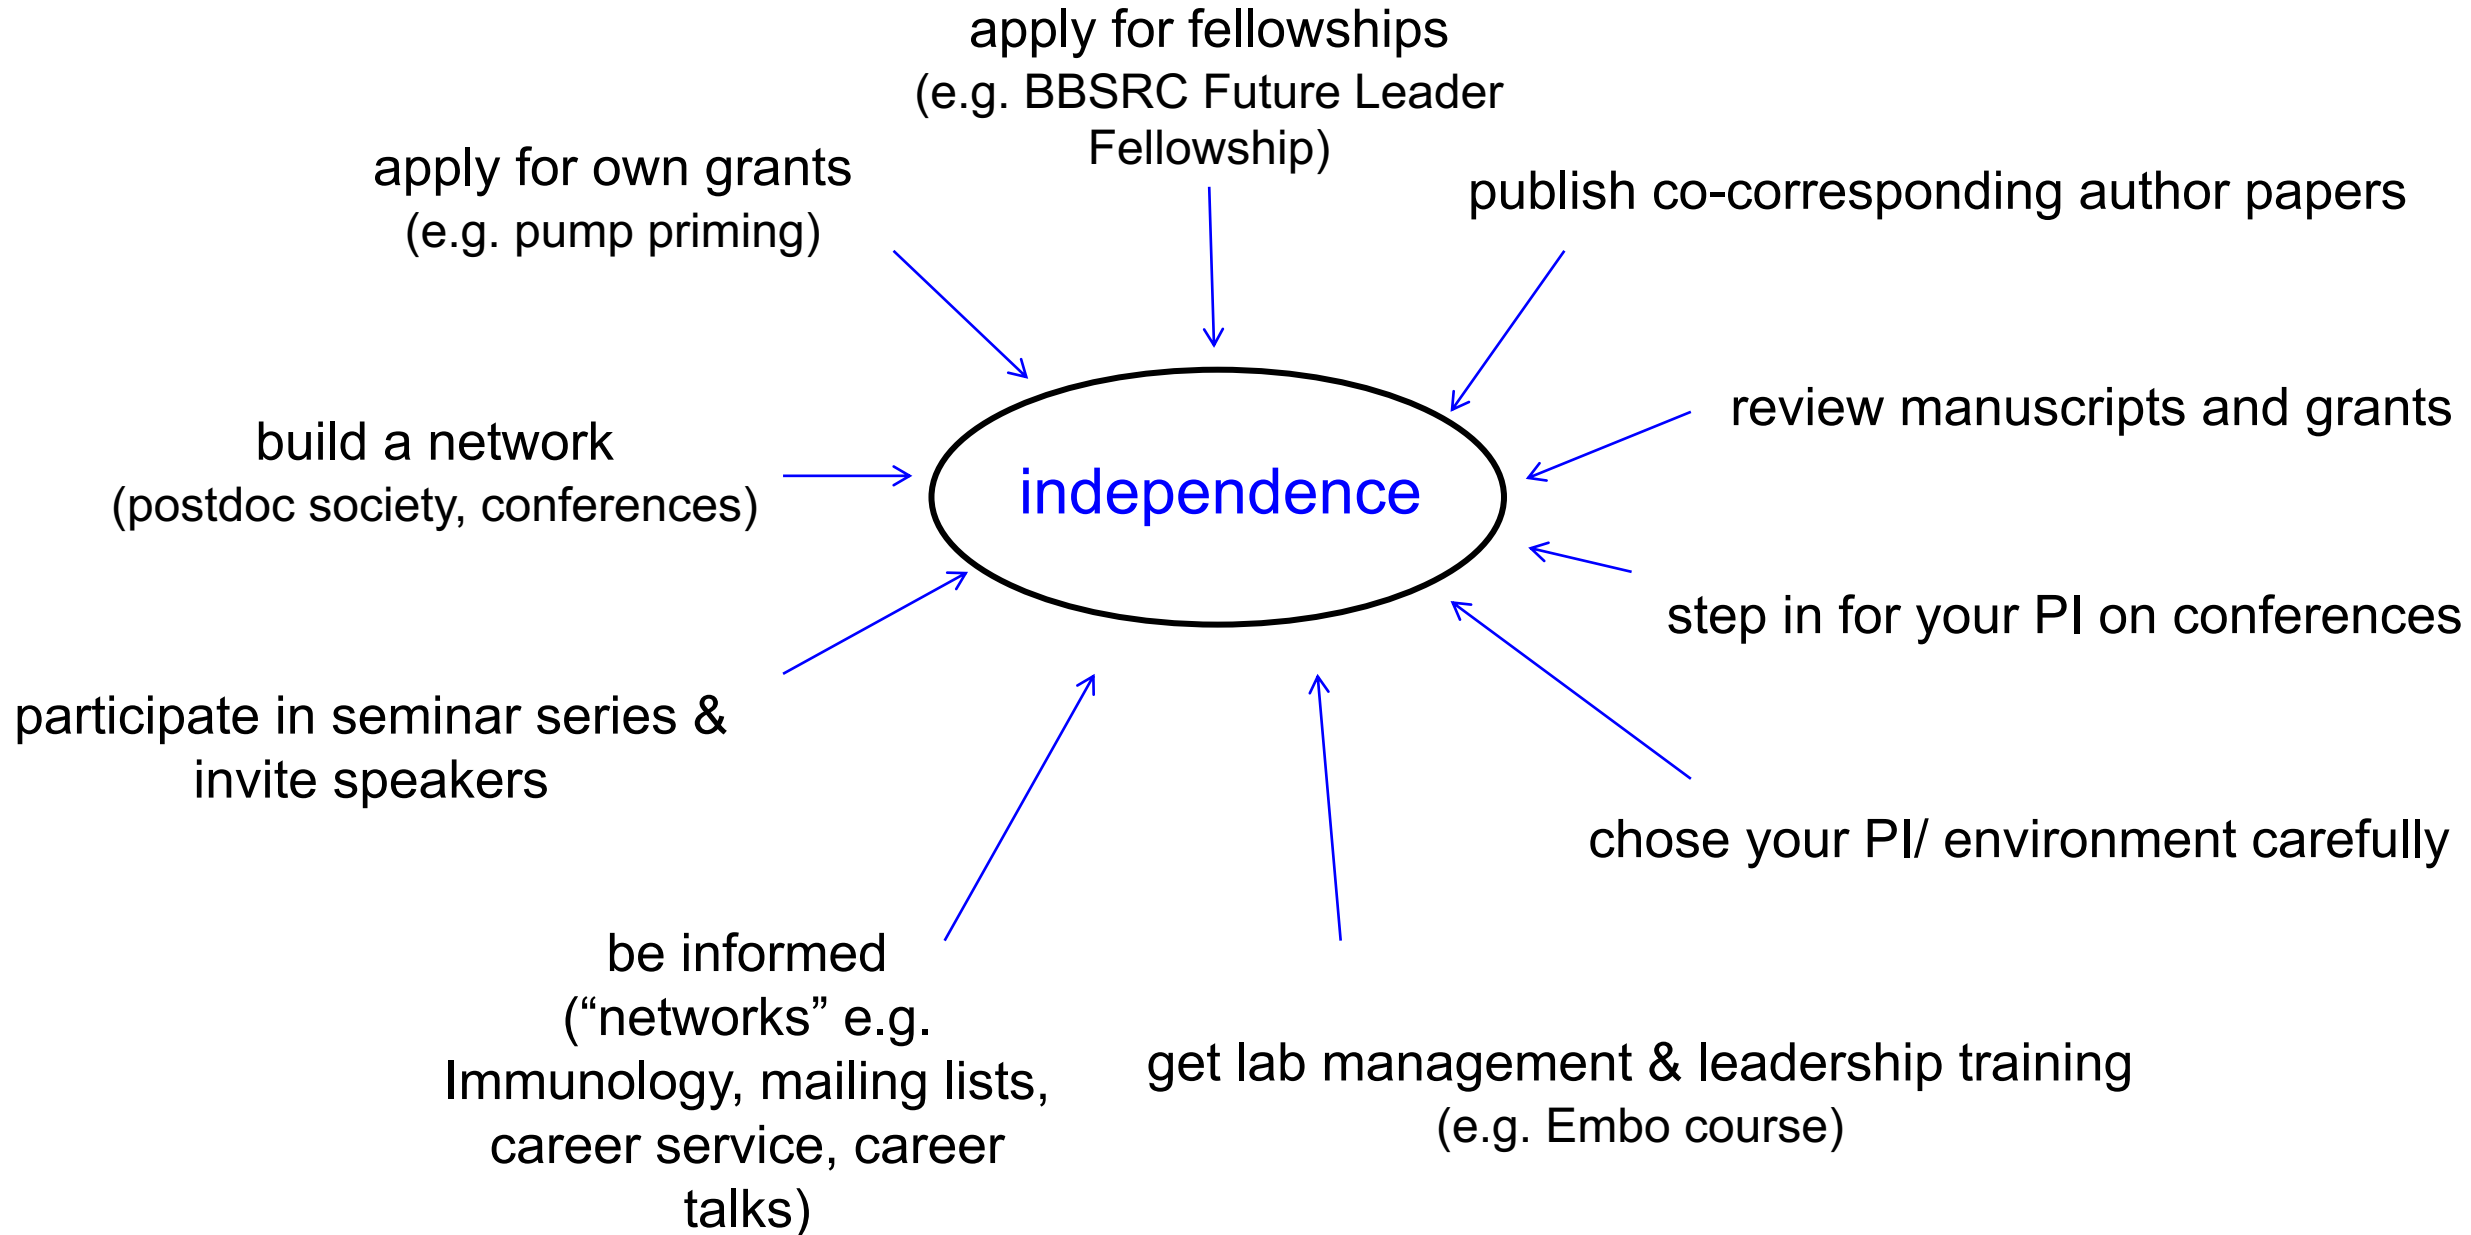 apply for fellowships
(e.g. BBSRC Future Leader
Fellowship)
apply for own grants
(e.g. pump priming)
publish co-corresponding author papers
review manuscripts and grants
build a network
(postdoc society, conferences)
independence
step in for your PI on conferences
participate in seminar series &
invite speakers
chose your PI/ environment carefully
be informed
(“networks” e.g.
Immunology, mailing lists,
career service, career
talks)
get lab management & leadership training
(e.g. Embo course)